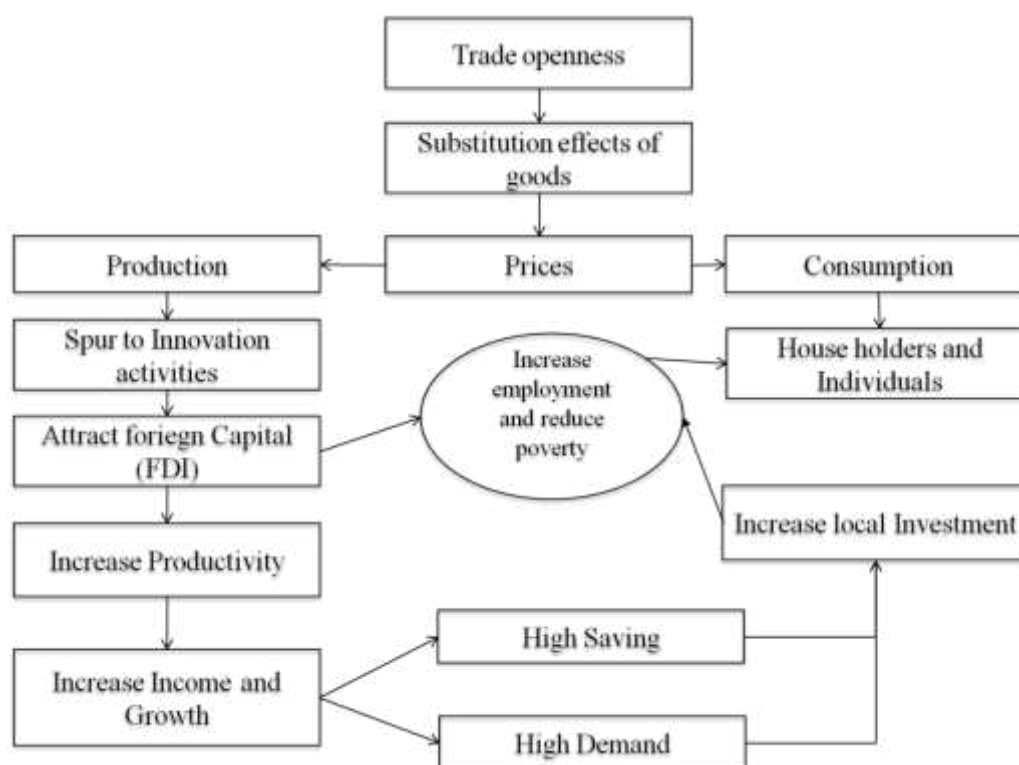 Trade openness
Substitution effects of
goods
Production
Prices
Consumption
Spur to Innovation
activities
Increase
employment
and reduce
poverty
House holders and
Individuals
Attract foriegn Capital
(FDI)
Increase local Investment
Increase Productivity
High Saving
Increase Income and
Growth
High Demand